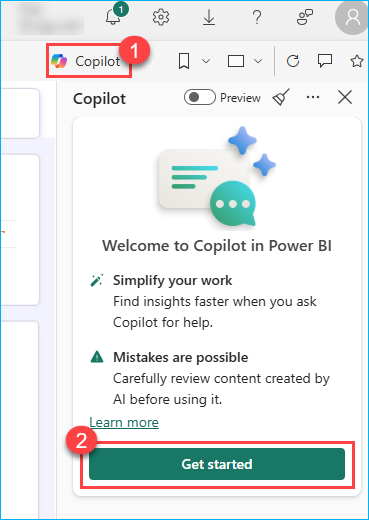 1
?
Copilot
1
Copilot
Preview
Welcome to Copilot in Power BI
Simplify your work
Find insights faster when you ask
Copilot for help.
Mistakes are possible
Carefully review content created by
AI before using it.
Learn more
2
Get started